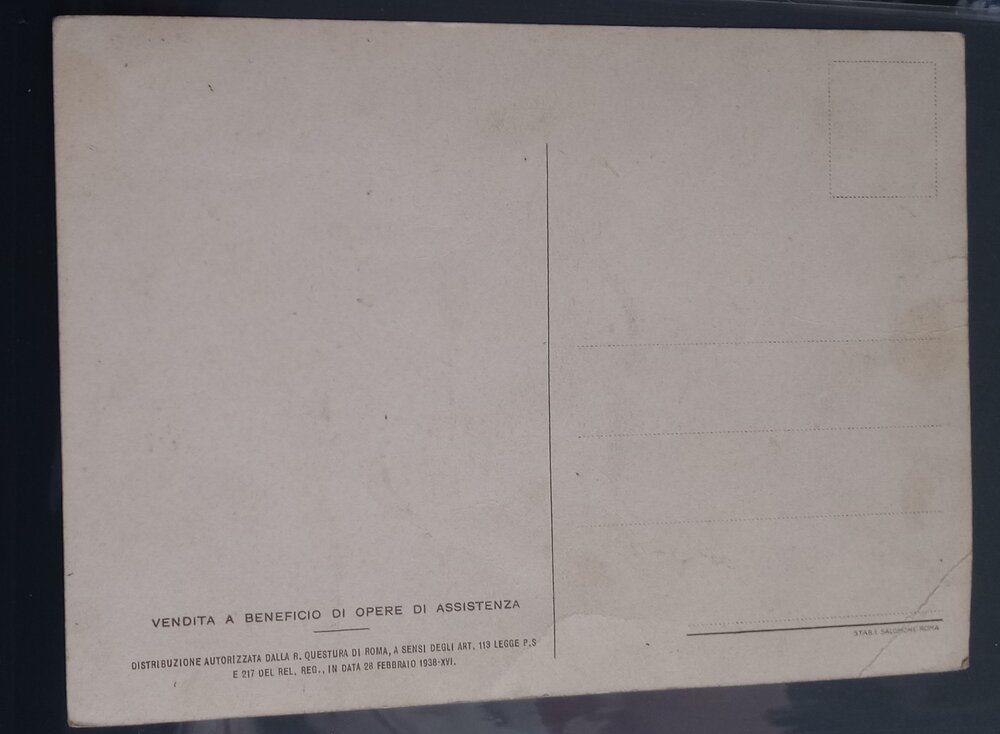 VENDITA A BENEFICIO DI OPERE DI ASSISTENZA
DISTRIBUZIONE AUTORIZZATA DALLA R. QUESTURA DI ROMA, A SENSI DEGLI ART. 113 LEGGE P.S
E 217 DEL REL. REG., IN DATA 28 FEBBRAIO 1938-XVI.
STAB. I. SALOMONE ROMA